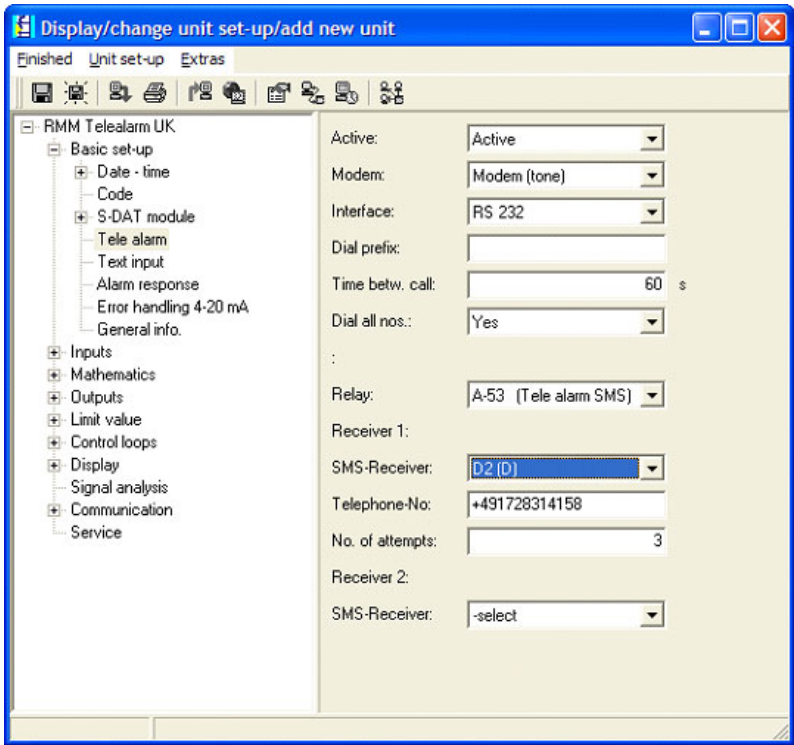 Display/change unit set-up/add new unit
Finished Unit set-up Extras
RMM Telealarm UK
Basic set-up
Date - time
Code
S-DAT module
Tele alarm
Text input
Alarm response
Error handling 4-20 mA
General info.
Inputs
Mathematics
Outputs
Limit value
Control loops
Display
Signal analysis
Communication
Service
Active: Active
Modem: Modem (tone)
Interface: RS 232
Dial prefix:
Time betw. call: 60 s
Dial all nos.: Yes
:
Relay: A-53 (Tele alarm SMS)
Receiver 1:
SMS-Receiver: D2 (D)
Telephone-No: +491728314158
No. of attempts: 3
Receiver 2:
SMS-Receiver: -select